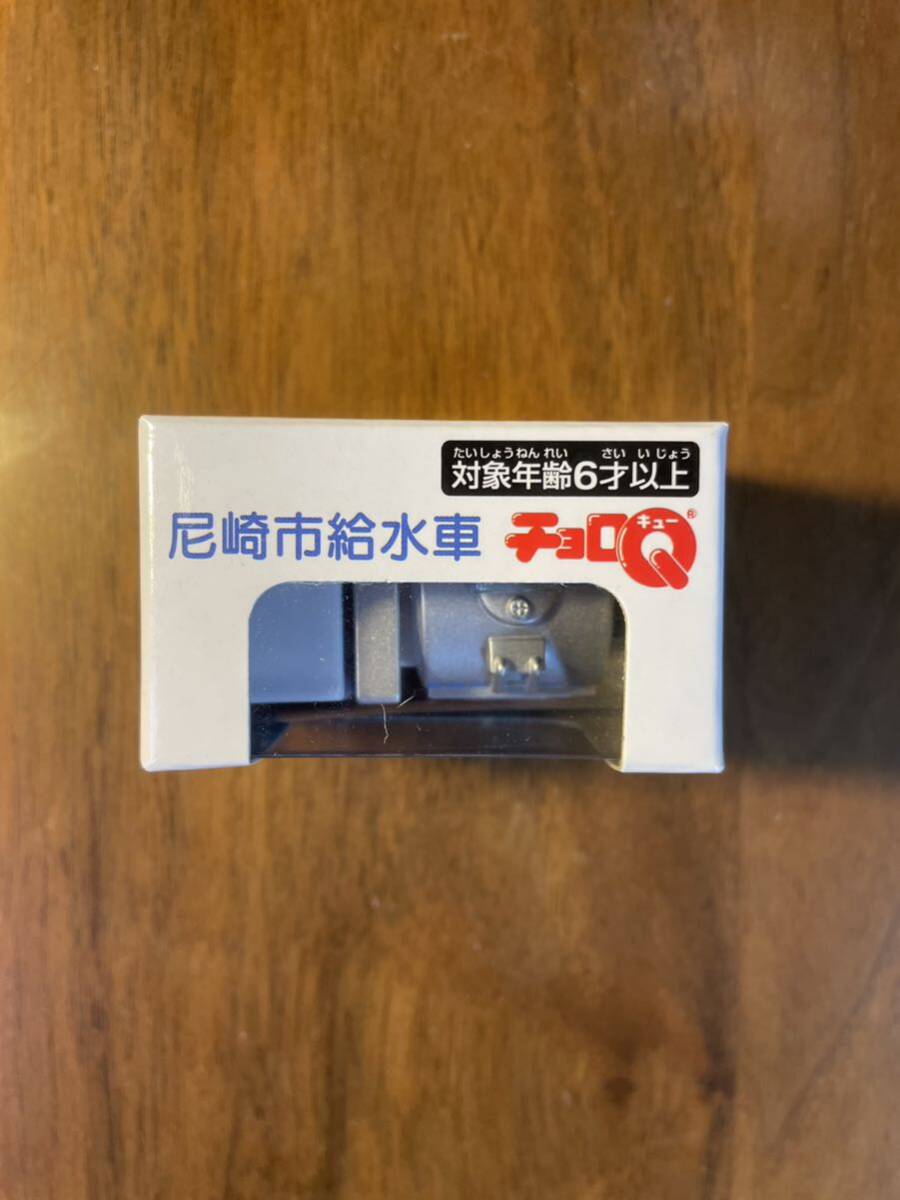 たいしょうねんれい さいいじょう
対象年齢6才以上
尼崎市給水車 チョロQ キュー ®